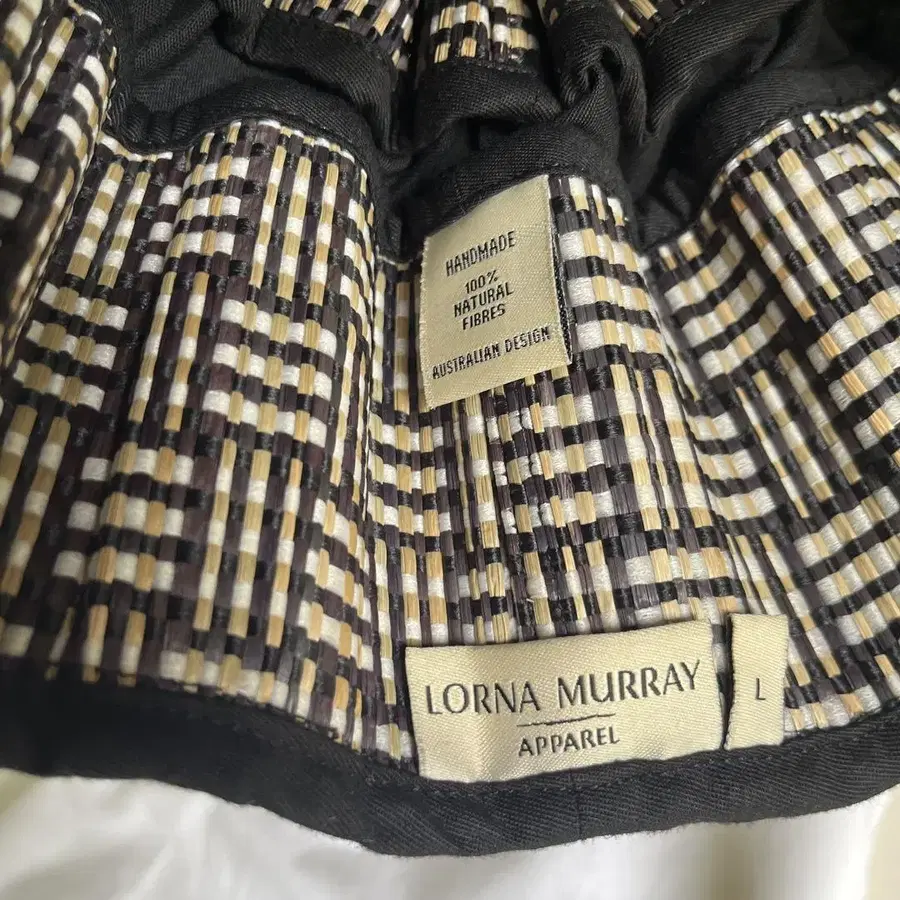 HANDMADE
100%
NATURAL
FIBRES
AUSTRALIAN DESIGN
LORNA MURRAY
APPAREL
L